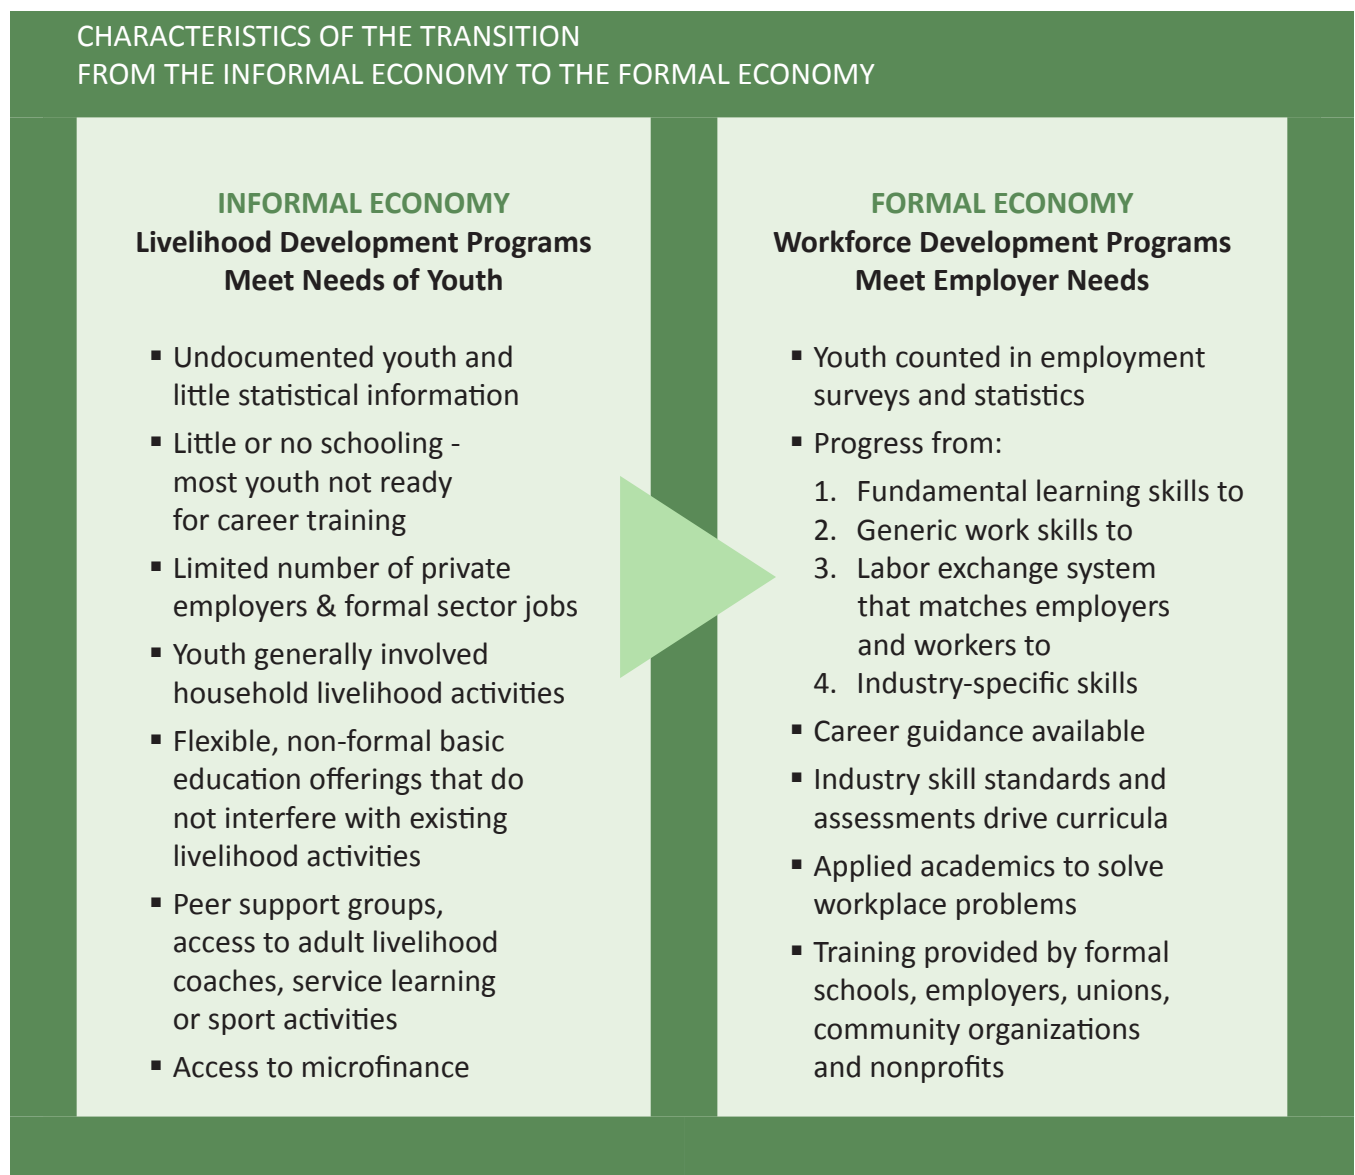 CHARACTERISTICS OF THE TRANSITION
FROM THE INFORMAL ECONOMY TO THE FORMAL ECONOMY
INFORMAL ECONOMY
Livelihood Development Programs
Meet Needs of Youth
▪ Undocumented youth and
little statistical information
▪ Little or no schooling -
most youth not ready
for career training
▪ Limited number of private
employers & formal sector jobs
▪ Youth generally involved
household livelihood activities
▪ Flexible, non-formal basic
education offerings that do
not interfere with existing
livelihood activities
▪ Peer support groups,
access to adult livelihood
coaches, service learning
or sport activities
▪ Access to microfinance
FORMAL ECONOMY
Workforce Development Programs
Meet Employer Needs
▪ Youth counted in employment
surveys and statistics
▪ Progress from:
1. Fundamental learning skills to
2. Generic work skills to
3. Labor exchange system
that matches employers
and workers to
4. Industry-specific skills
▪ Career guidance available
▪ Industry skill standards and
assessments drive curricula
▪ Applied academics to solve
workplace problems
▪ Training provided by formal
schools, employers, unions,
community organizations
and nonprofits